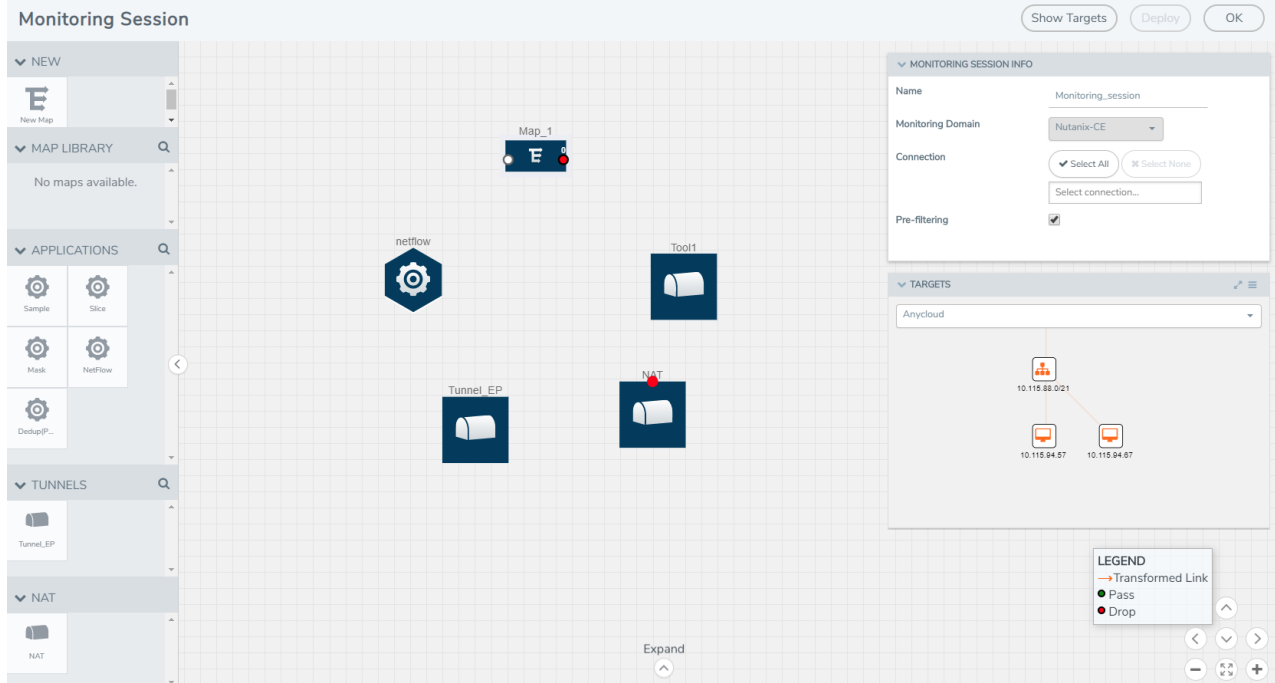 Monitoring Session
Show Targets
Deploy
OK
NEW
New Map
MAP LIBRARY
No maps available.
APPLICATIONS
Sample
Slice
Mask
NetFlow
Dedup(P...
TUNNELS
Tunnel_EP
NAT
NAT
Map_1
0
netflow
Tool1
Tunnel_EP
NAT
Expand
MONITORING SESSION INFO
Name
Monitoring_session
Monitoring Domain
Nutanix-CE
Connection
Select All
Select None
Select connection...
Pre-filtering
TARGETS
Anycloud
10.115.88.0/21
10.115.94.57
10.115.94.67
LEGEND
Transformed Link
Pass
Drop